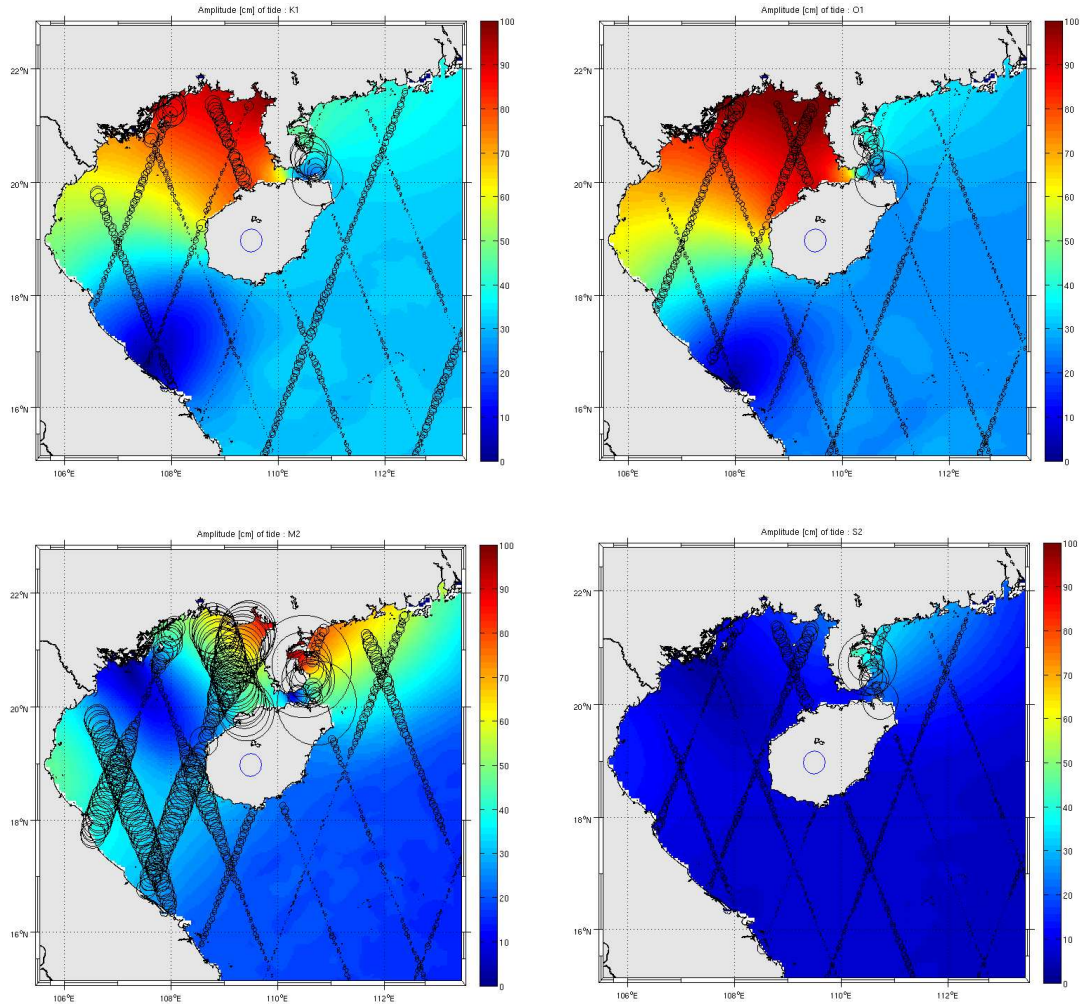 Amplitude [cm] of tide : K1
Amplitude [cm] of tide : O1
22°N
20°N
18°N
16°N
106°E 108°E 110°E 112°E
100
90
80
70
60
50
40
30
20
10
0
22°N
20°N
18°N
16°N
106°E 108°E 110°E 112°E
100
90
80
70
60
50
40
30
20
10
0
Amplitude [cm] of tide : M2
Amplitude [cm] of tide : S2
22°N
20°N
18°N
16°N
106°E 108°E 110°E 112°E
100
90
80
70
60
50
40
30
20
10
0
22°N
20°N
18°N
16°N
106°E 108°E 110°E 112°E
100
90
80
70
60
50
40
30
20
10
0